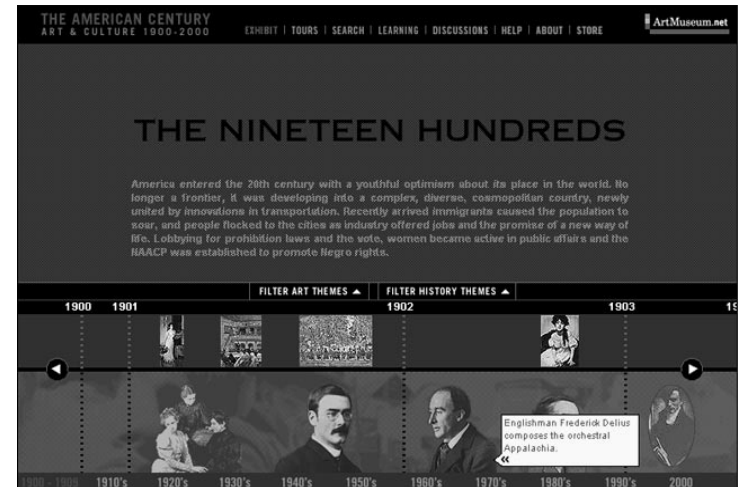 THE AMERICAN CENTURY
ART & CULTURE 1900-2000
EXHIBIT | TOURS | SEARCH | LEARNING | DISCUSSIONS | HELP | ABOUT | STORE
ArtMuseum.net
THE NINETEEN HUNDREDS
America entered the 20th century with a youthful optimism about its place in the world. No
longer a frontier, it was developing into a complex, diverse, cosmopolitan country, newly
united by innovations in transportation. Recently arrived immigrants caused the population to
soar, and people flocked to the cities as industry offered jobs and the promise of a new way of
life. Lobbying for prohibition laws and the vote, women became active in public affairs and the
NAACP was established to promote Negro rights.
FILTER ART THEMES FILTER HISTORY THEMES
1900 1901 1902 1903 19
Englishman Frederick Delius
composes the orchestral
Appalachia.
1900 - 1909 1910's 1920's 1930's 1940's 1950's 1960's 1970's 1980's 1990's 2000